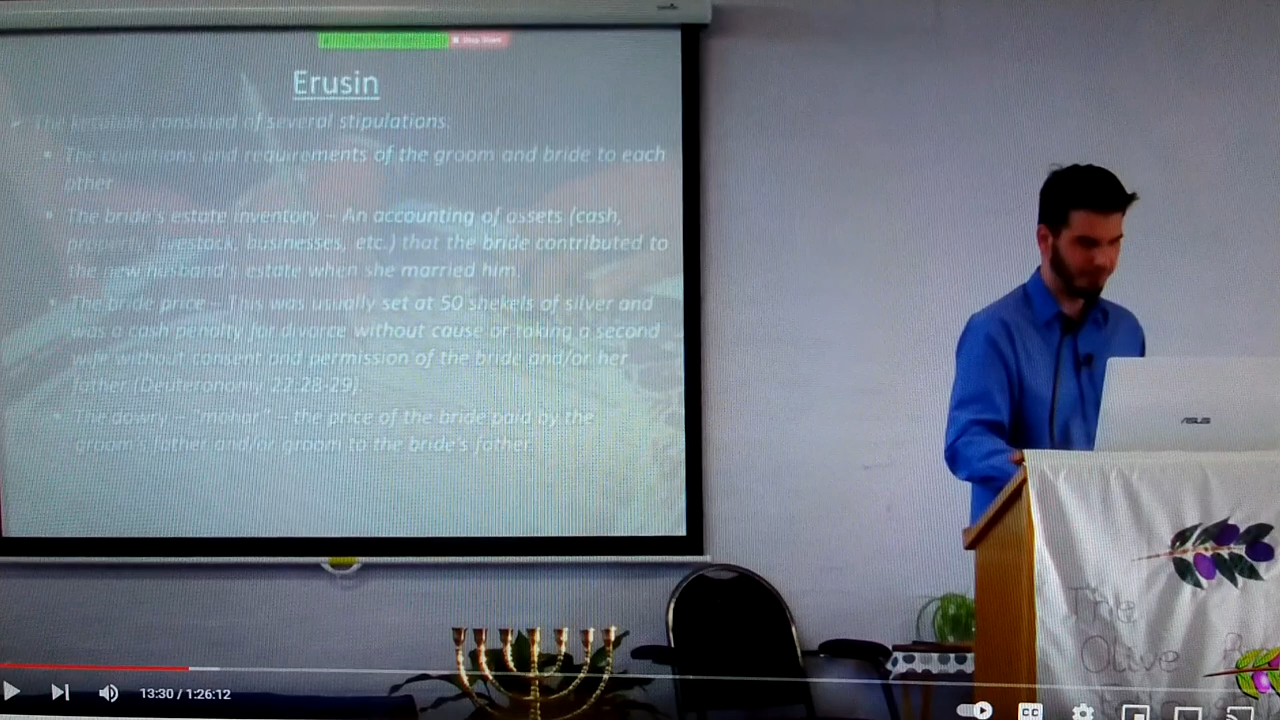 Stop Share
Erusin
The ketubah consisted of several stipulations:
The conditions and requirements of the groom and bride to each
other
The bride's estate inventory – An accounting of assets (cash,
property, livestock, businesses, etc.) that the bride contributed to
the new husband's estate when she married him.
The bride price – This was usually set at 50 shekels of silver and
was a cash penalty for divorce without cause or taking a second
wife without consent and permission of the bride and/or her
father (Deuteronomy 22:28-29).
The dowry – "mohar" – the price of the bride paid by the
groom's father and/or groom to the bride's father
ASUS
The
Olive
13:30 / 1:26:12
CC